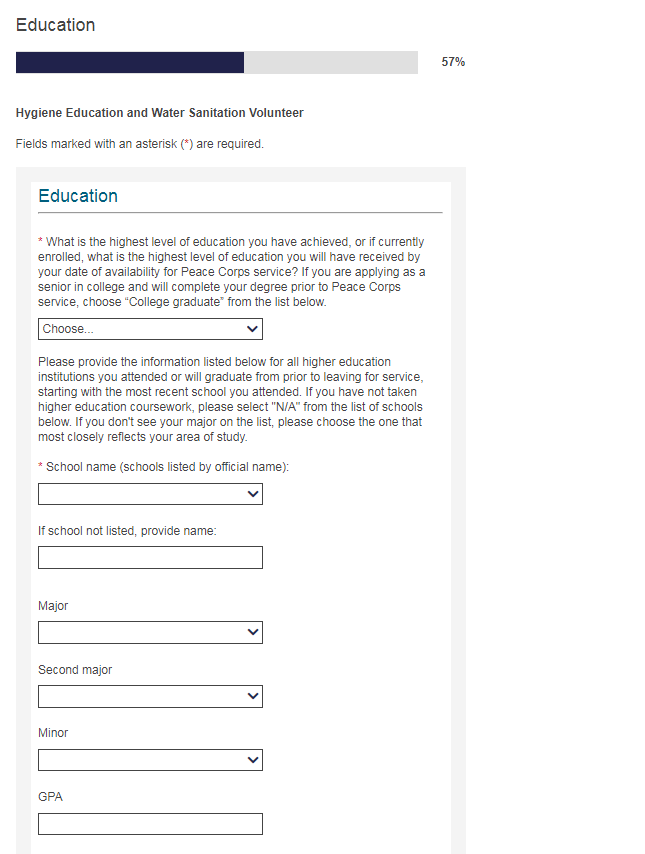 Education
57%
Hygiene Education and Water Sanitation Volunteer
Fields marked with an asterisk (*) are required.
Education
* What is the highest level of education you have achieved, or if currently
enrolled, what is the highest level of education you will have received by
your date of availability for Peace Corps service? If you are applying as a
senior in college and will complete your degree prior to Peace Corps
service, choose “College graduate” from the list below.
Choose...
Please provide the information listed below for all higher education
institutions you attended or will graduate from prior to leaving for service,
starting with the most recent school you attended. If you have not taken
higher education coursework, please select "N/A" from the list of schools
below. If you don't see your major on the list, please choose the one that
most closely reflects your area of study.
* School name (schools listed by official name):
If school not listed, provide name:
Major
Second major
Minor
GPA